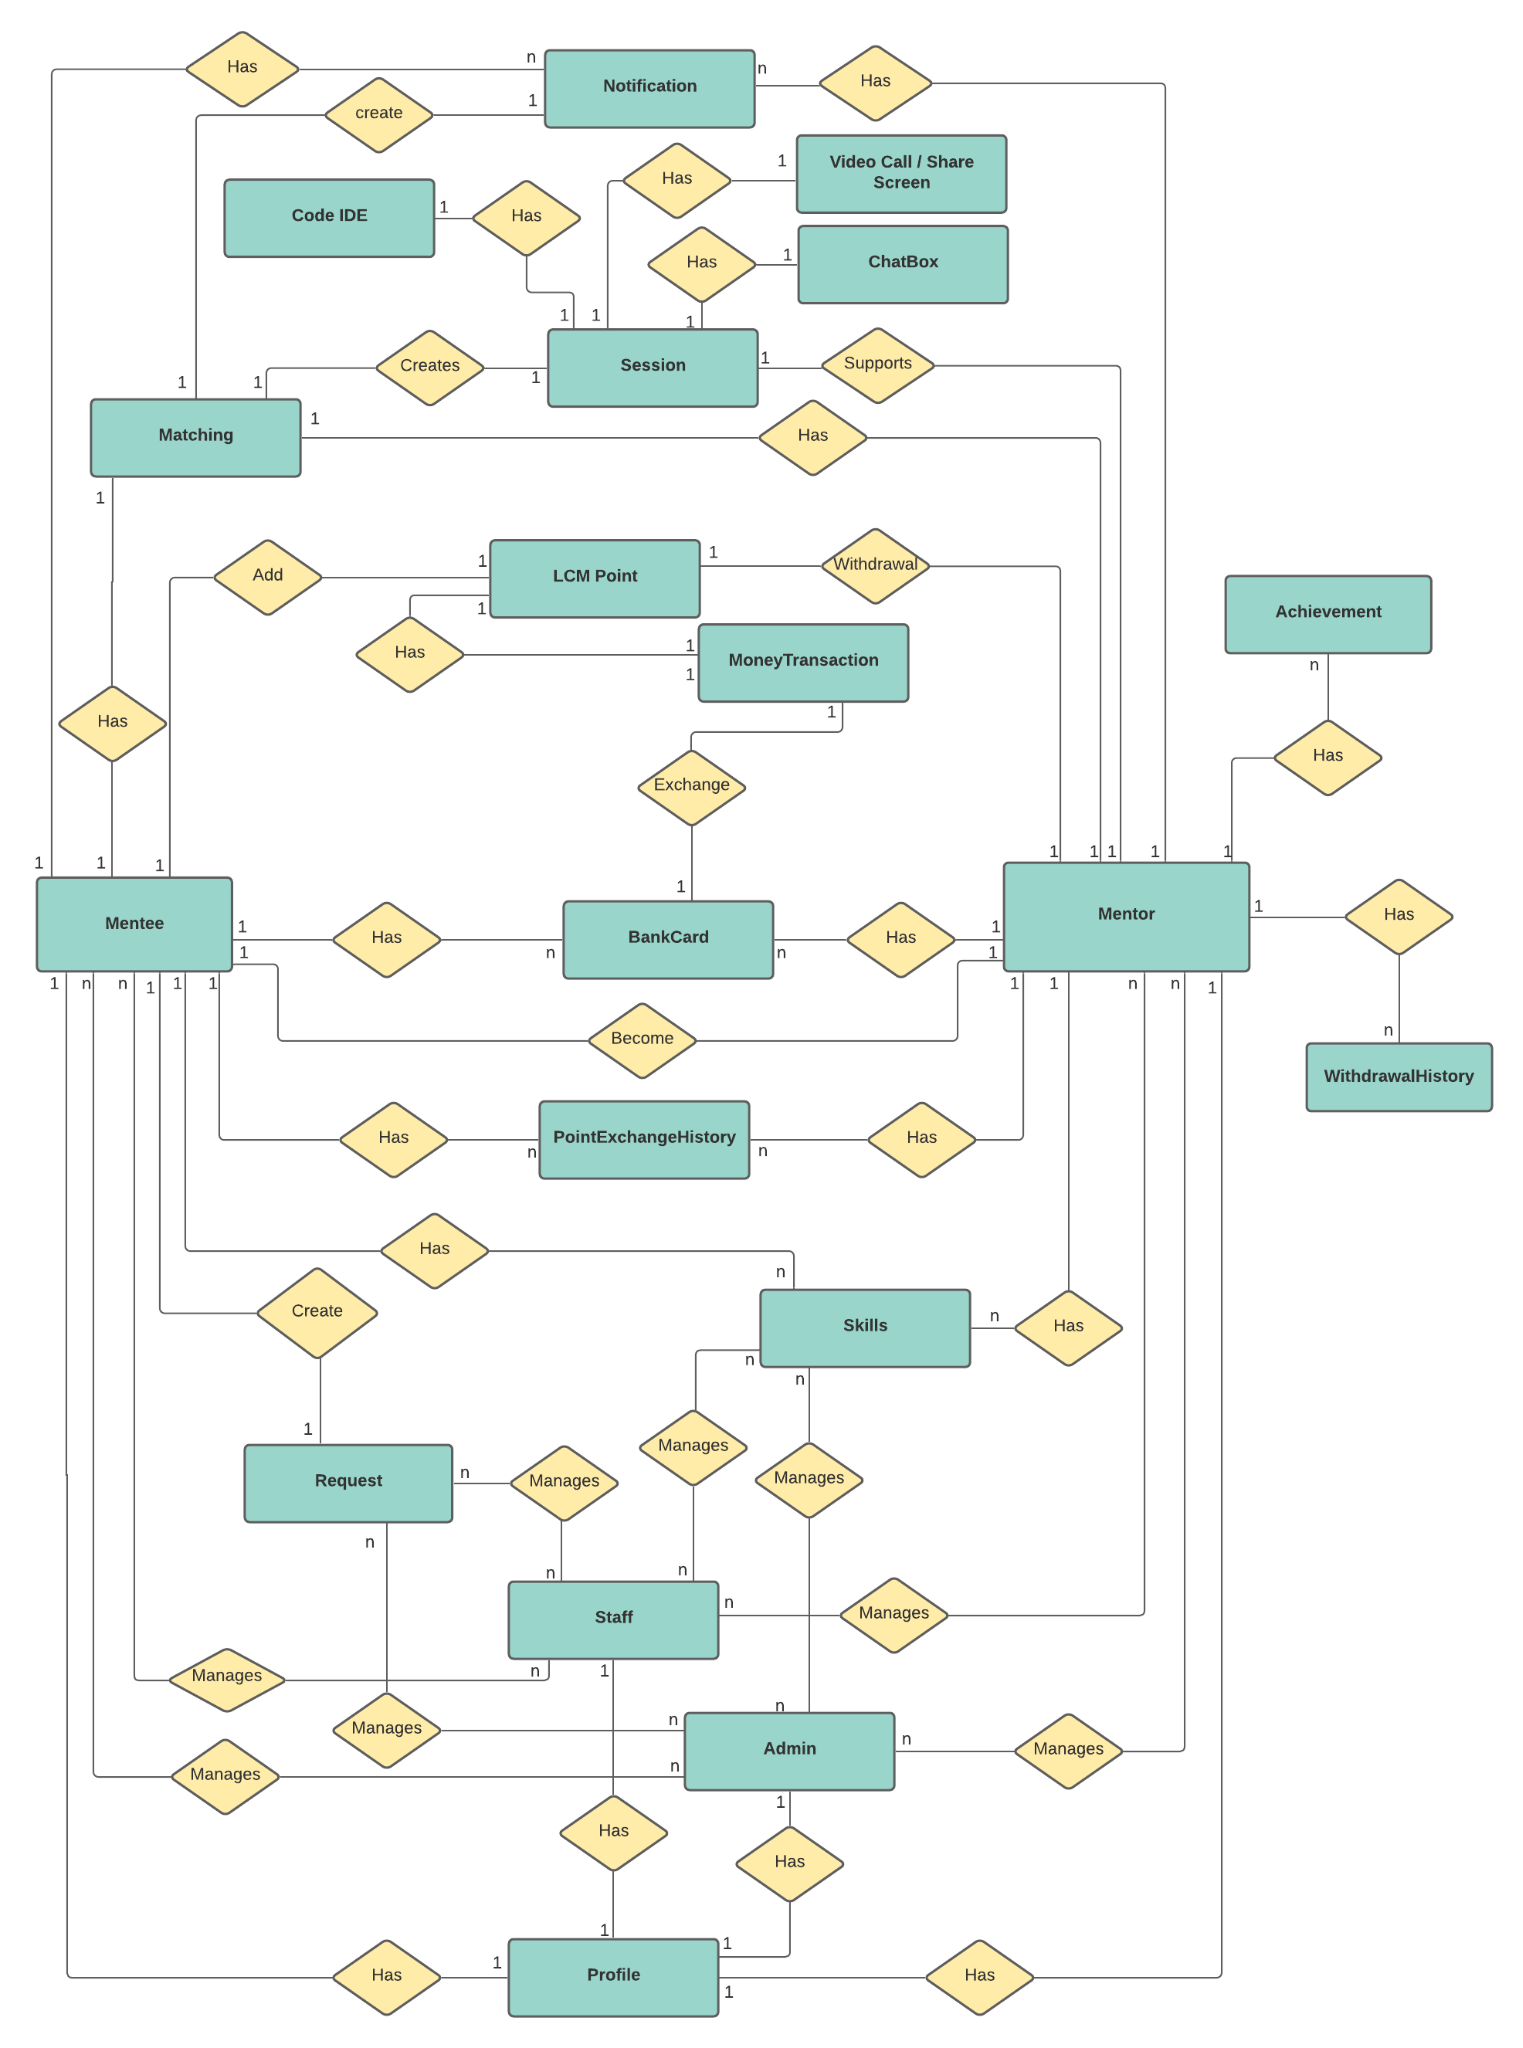 Has
n
Notification
n
Has
create
1
1
Video Call / Share
Screen
Has
Code IDE
1
Has
Has
1
ChatBox
1
1
1
Creates
1
Session
1
Supports
1
1
Matching
1
Has
1
Add
1
LCM Point
1
Withdrawal
1
Has
1
1
MoneyTransaction
Achievement
n
1
Has
Exchange
Has
1
1
1
1
1
1
1
1
1
1
Mentee
1
Has
n
BankCard
n
Has
1
Mentor
1
Has
1
1
Become
1
n
n
1
1
1
1
1
n
n
1
n
WithdrawalHistory
Has
n
PointExchangeHistory
n
Has
Has
n
Create
Skills
n
Has
n
n
1
Manages
Request
n
Manages
Manages
n
n
n
Staff
n
Manages
Manages
n
1
n
Manages
n
Admin
n
Manages
Manages
n
1
Has
Has
1
1
Has
1
Profile
1
Has